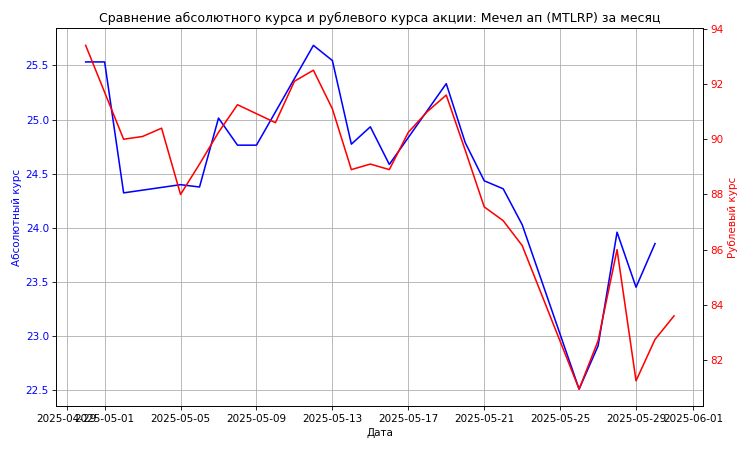 Сравнение абсолютного курса и рублевого курса акции: Мечел ап (MTLRP) за месяц
Абсолютный курс
25.5
25.0
24.5
24.0
23.5
23.0
22.5
94
92
90
88
86
84
82
Рублевый курс
2025-04-29 2025-05-01 2025-05-05 2025-05-09 2025-05-13 2025-05-17 2025-05-21 2025-05-25 2025-05-29 2025-06-01
Дата